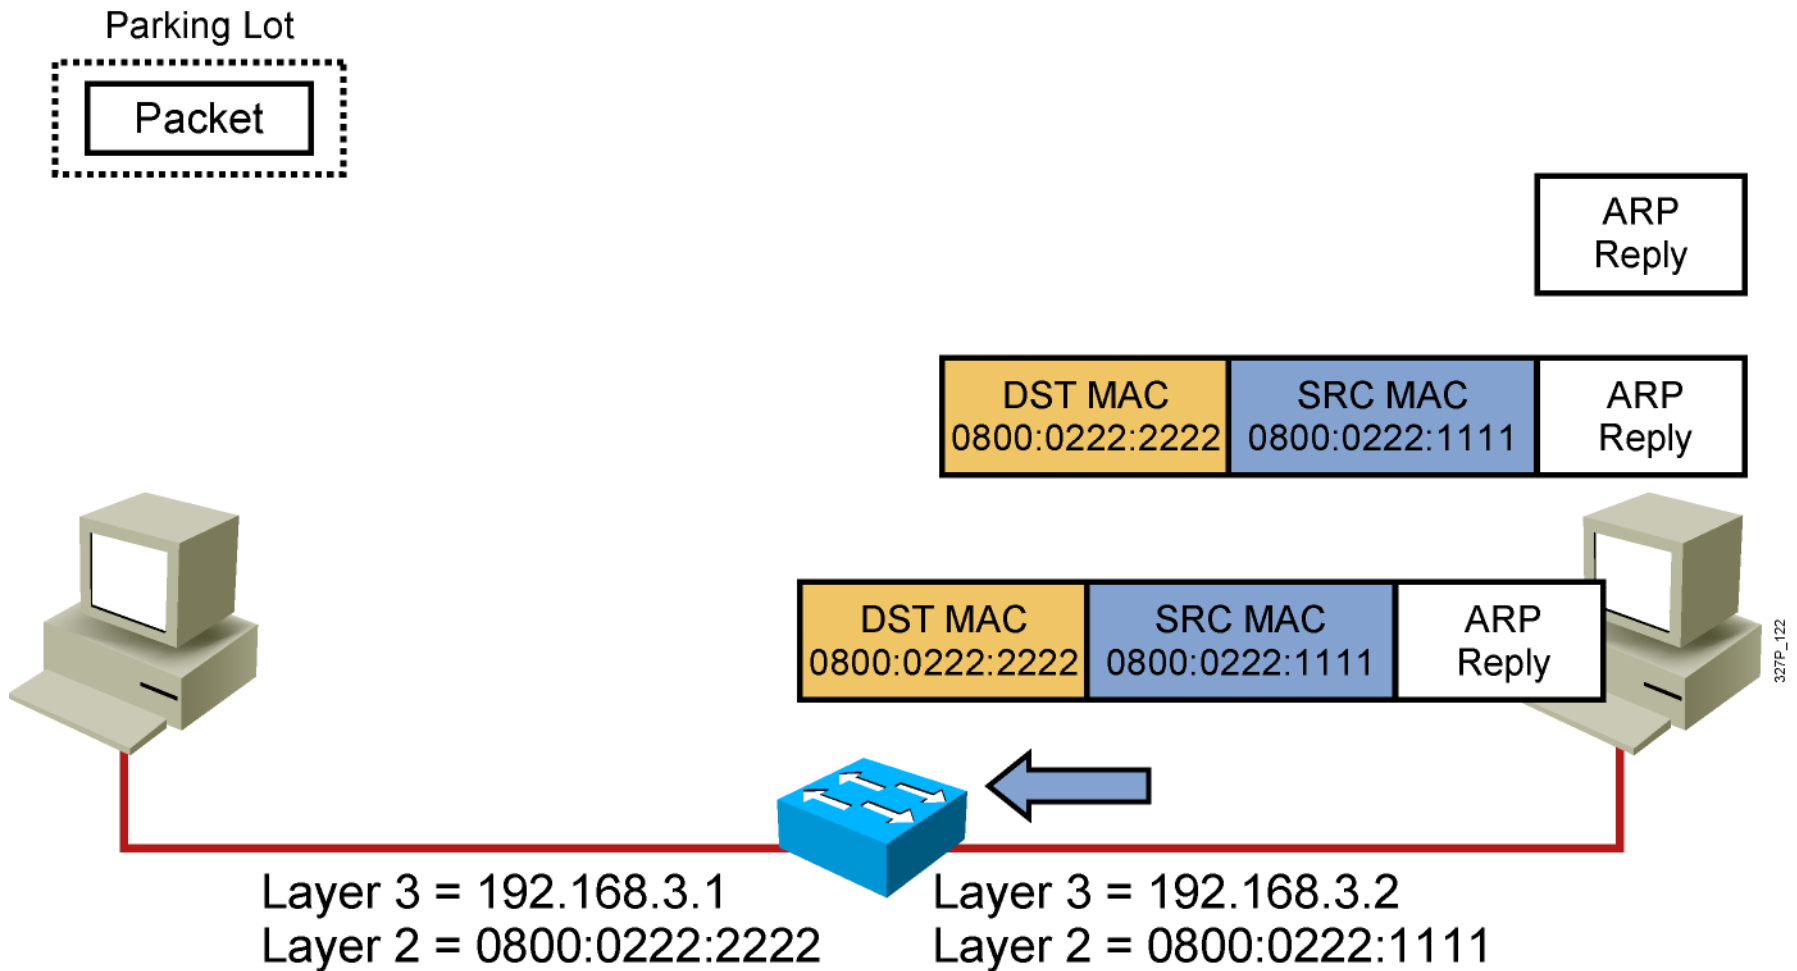 Parking Lot
Packet
ARP
Reply
DST MAC
0800:0222:2222
SRC MAC
0800:0222:1111
ARP
Reply
DST MAC
0800:0222:2222
SRC MAC
0800:0222:1111
ARP
Reply
327P_122
Layer 3 = 192.168.3.1
Layer 2 = 0800:0222:2222
Layer 3 = 192.168.3.2
Layer 2 = 0800:0222:1111